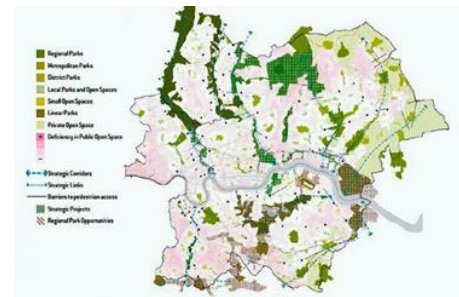 Regional Parks
Metropolitan Parks
District Parks
Local Parks and Open Spaces
Small Open Spaces
Linear Parks
Private Open Space
Deficiency in Public Open Space
Strategic Corridors
Strategic Links
Barriers to pedestrian access
Strategic Projects
Regional Park Opportunities